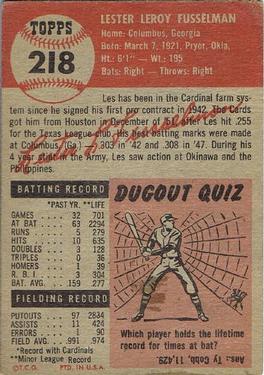 TOPPS
218
LESTER LEROY FUSSELMAN
Home: Columbus, Georgia
Born: March 7, 1921, Pryor, Okla.
Ht: 6'1" — Wt: 195
Bats: Right - Throws: Right
Les has been in the Cardinal farm sys-
tem since he signed his first pro contract in 1942. The Cards
got him from Houston in December of '51 after Les hit .255
for the Texas League club. His best batting marks were made
at Columbus (Ga.) - .303 in '42 and .308 in '47. During his
4 year stint in the Army, Les saw action at Okinawa and the
Philippines.
BATTING RECORD
*PAST YR. **LIFE
GAMES 32 701
AT BAT 63 2294
RUNS 5 279
HITS 10 635
DOUBLES 3 128
TRIPLES 0 36
HOMERS 1 39
R. B. I. 3 304
BAT. AVG. .159 .277
FIELDING RECORD
PUTOUTS 97 2834
ASSISTS 11 424
ERRORS 1 84
FIELD AVG. .991 .974
*Record with Cardinals
**Minor League Record
©T.C.G. PTD. IN U.S.A.
DUGOUT QUIZ
Which player holds the lifetime
record for times at bat?
Ans: Ty Cobb, 11,429.